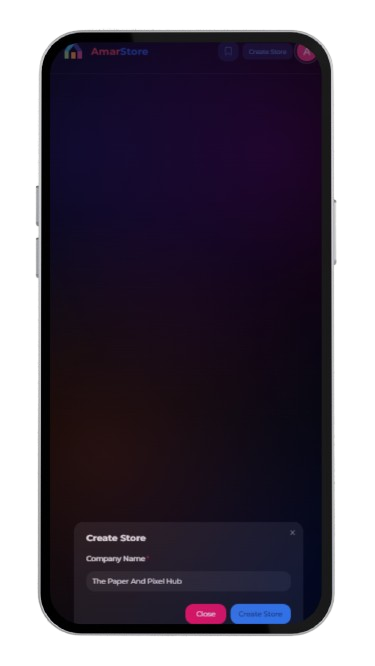 AmarStore
Create Store
A
Create Store
×
Company Name *
The Paper And Pixel Hub
Close
Create Store